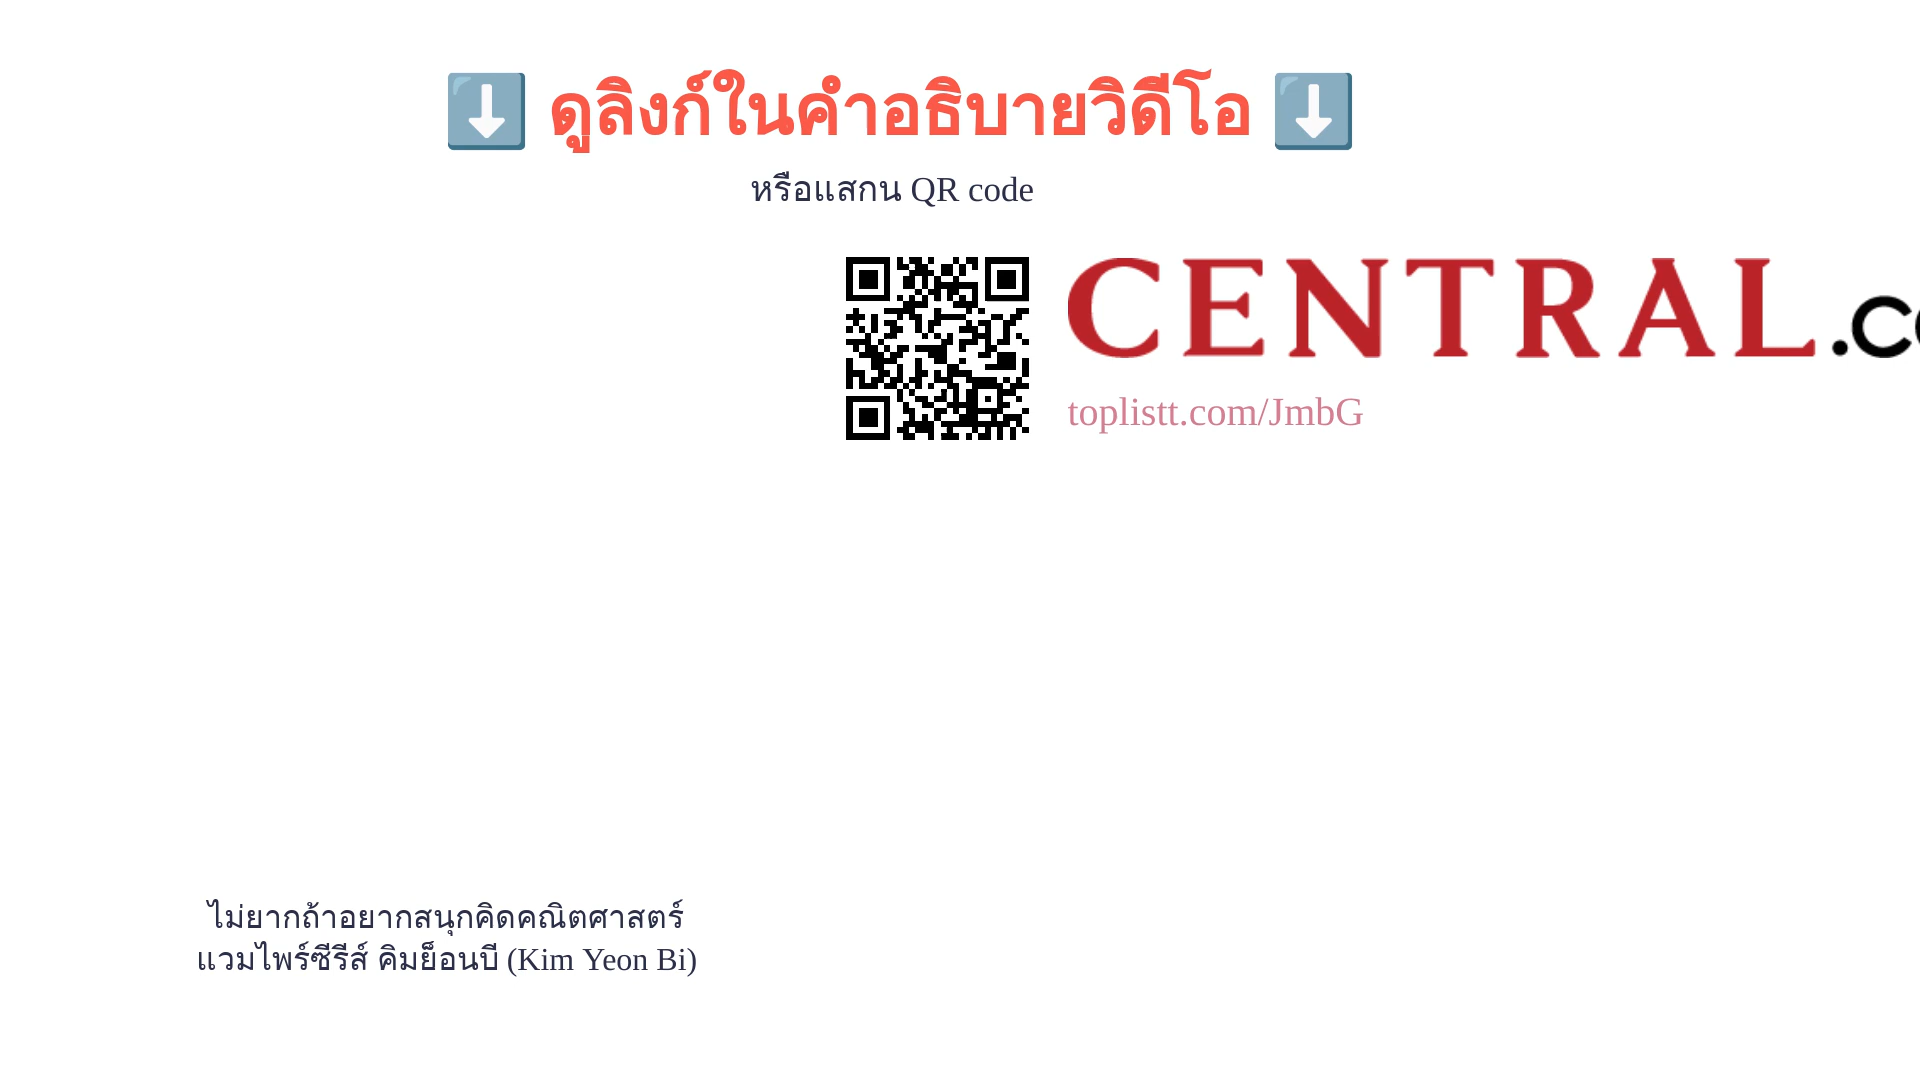 ⬇️ ดูลิงก์ในคำอธิบายวิดีโอ ⬇️
หรือแสกน QR code
CENTRAL.c
toplistt.com/JmbG
ไม่ยากถ้าอยากสนุกคิดคณิตศาสตร์
แวมไพร์ซีรีส์ คิมย็อนบี (Kim Yeon Bi)